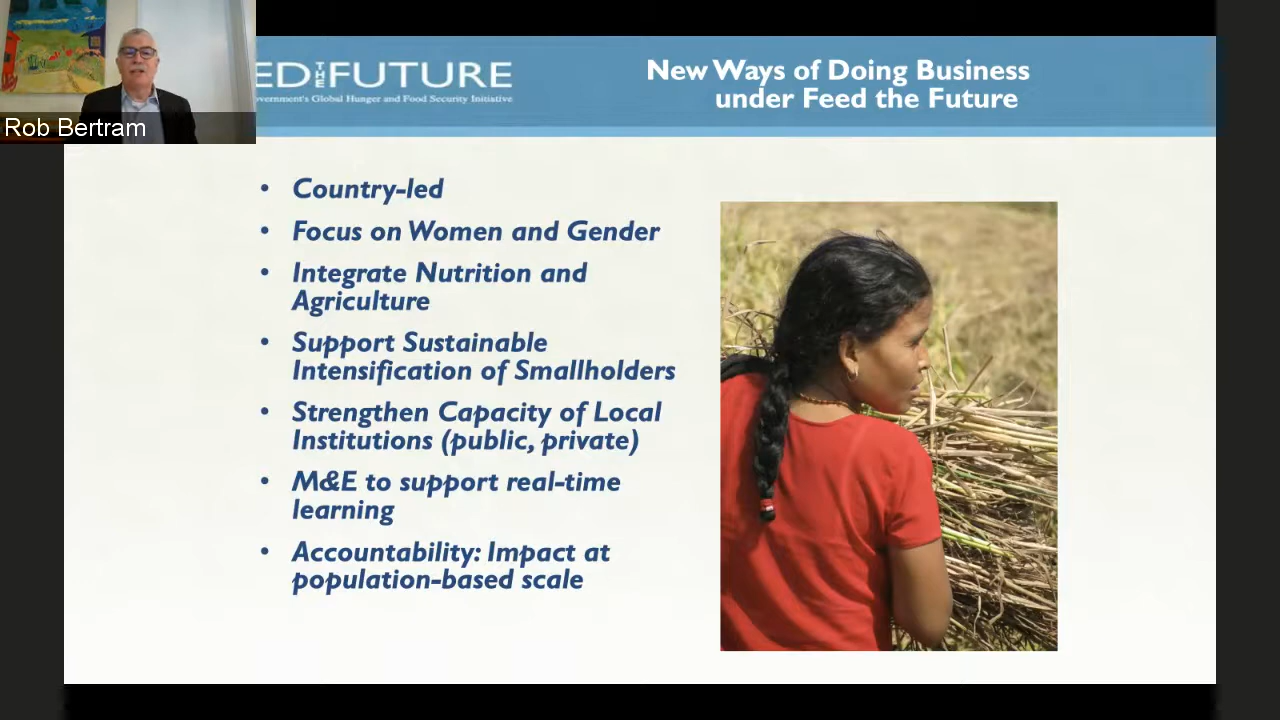 Rob Bertram
ED THE FUTURE
vernment's Global Hunger and Food Security Initiative
New Ways of Doing Business
under Feed the Future
• Country-led
• Focus on Women and Gender
• Integrate Nutrition and
Agriculture
• Support Sustainable
Intensification of Smallholders
• Strengthen Capacity of Local
Institutions (public, private)
• M&E to support real-time
learning
• Accountability: Impact at
population-based scale